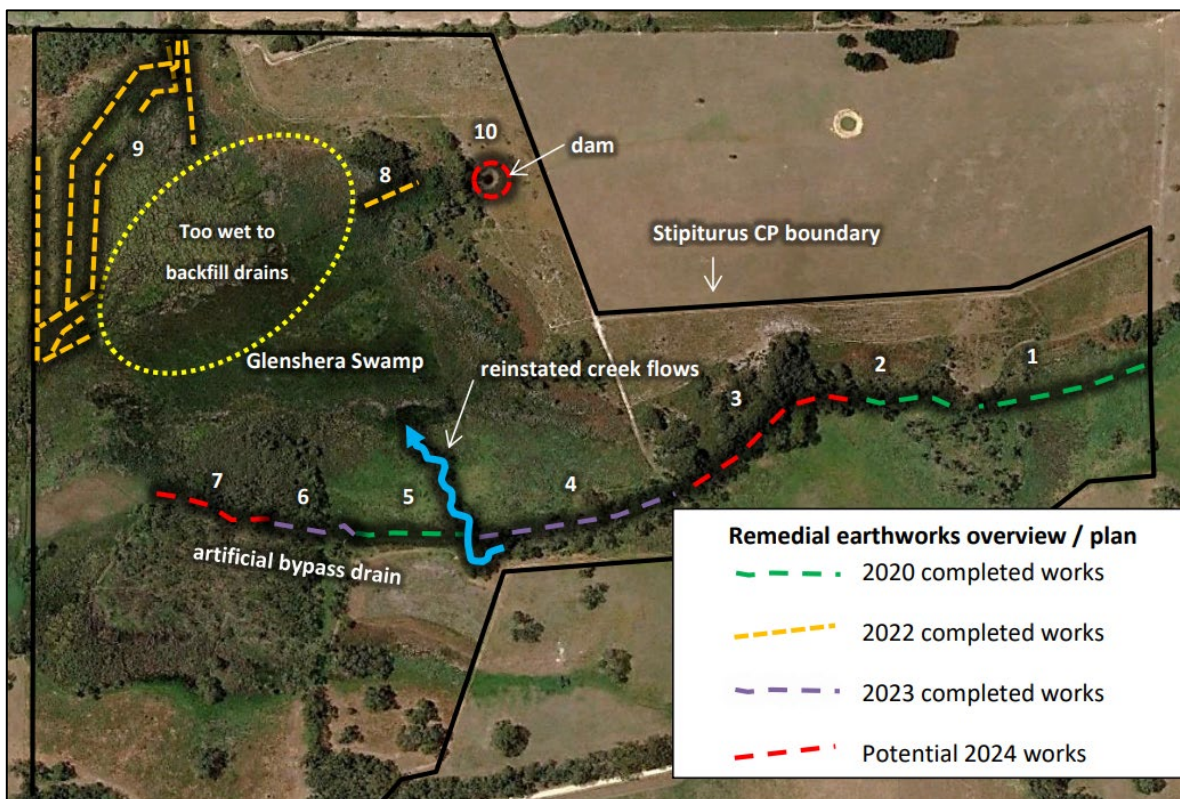 10
dam
9
8
Stipiturus CP boundary
Too wet to
backfill drains
Glenshera Swamp
reinstated creek flows
1
2
3
4
5
6
7
artificial bypass drain
Remedial earthworks overview / plan
2020 completed works
2022 completed works
2023 completed works
Potential 2024 works